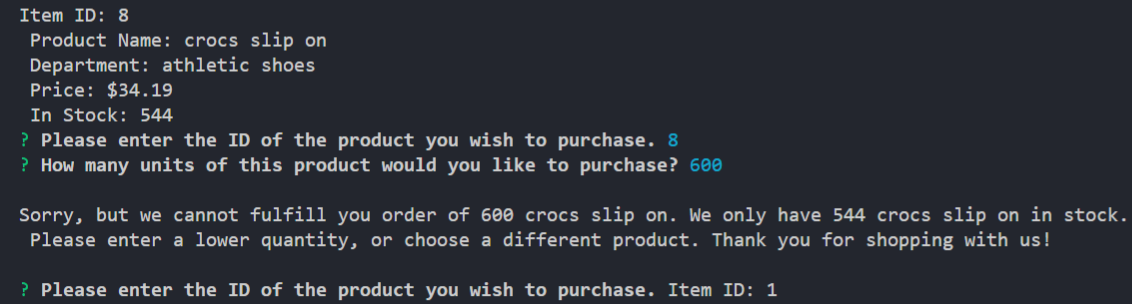 Item ID: 8
Product Name: crocs slip on
Department: athletic shoes
Price: $34.19
In Stock: 544
? Please enter the ID of the product you wish to purchase. 8
? How many units of this product would you like to purchase? 600
Sorry, but we cannot fulfill you order of 600 crocs slip on. We only have 544 crocs slip on in stock.
Please enter a lower quantity, or choose a different product. Thank you for shopping with us!
? Please enter the ID of the product you wish to purchase. Item ID: 1